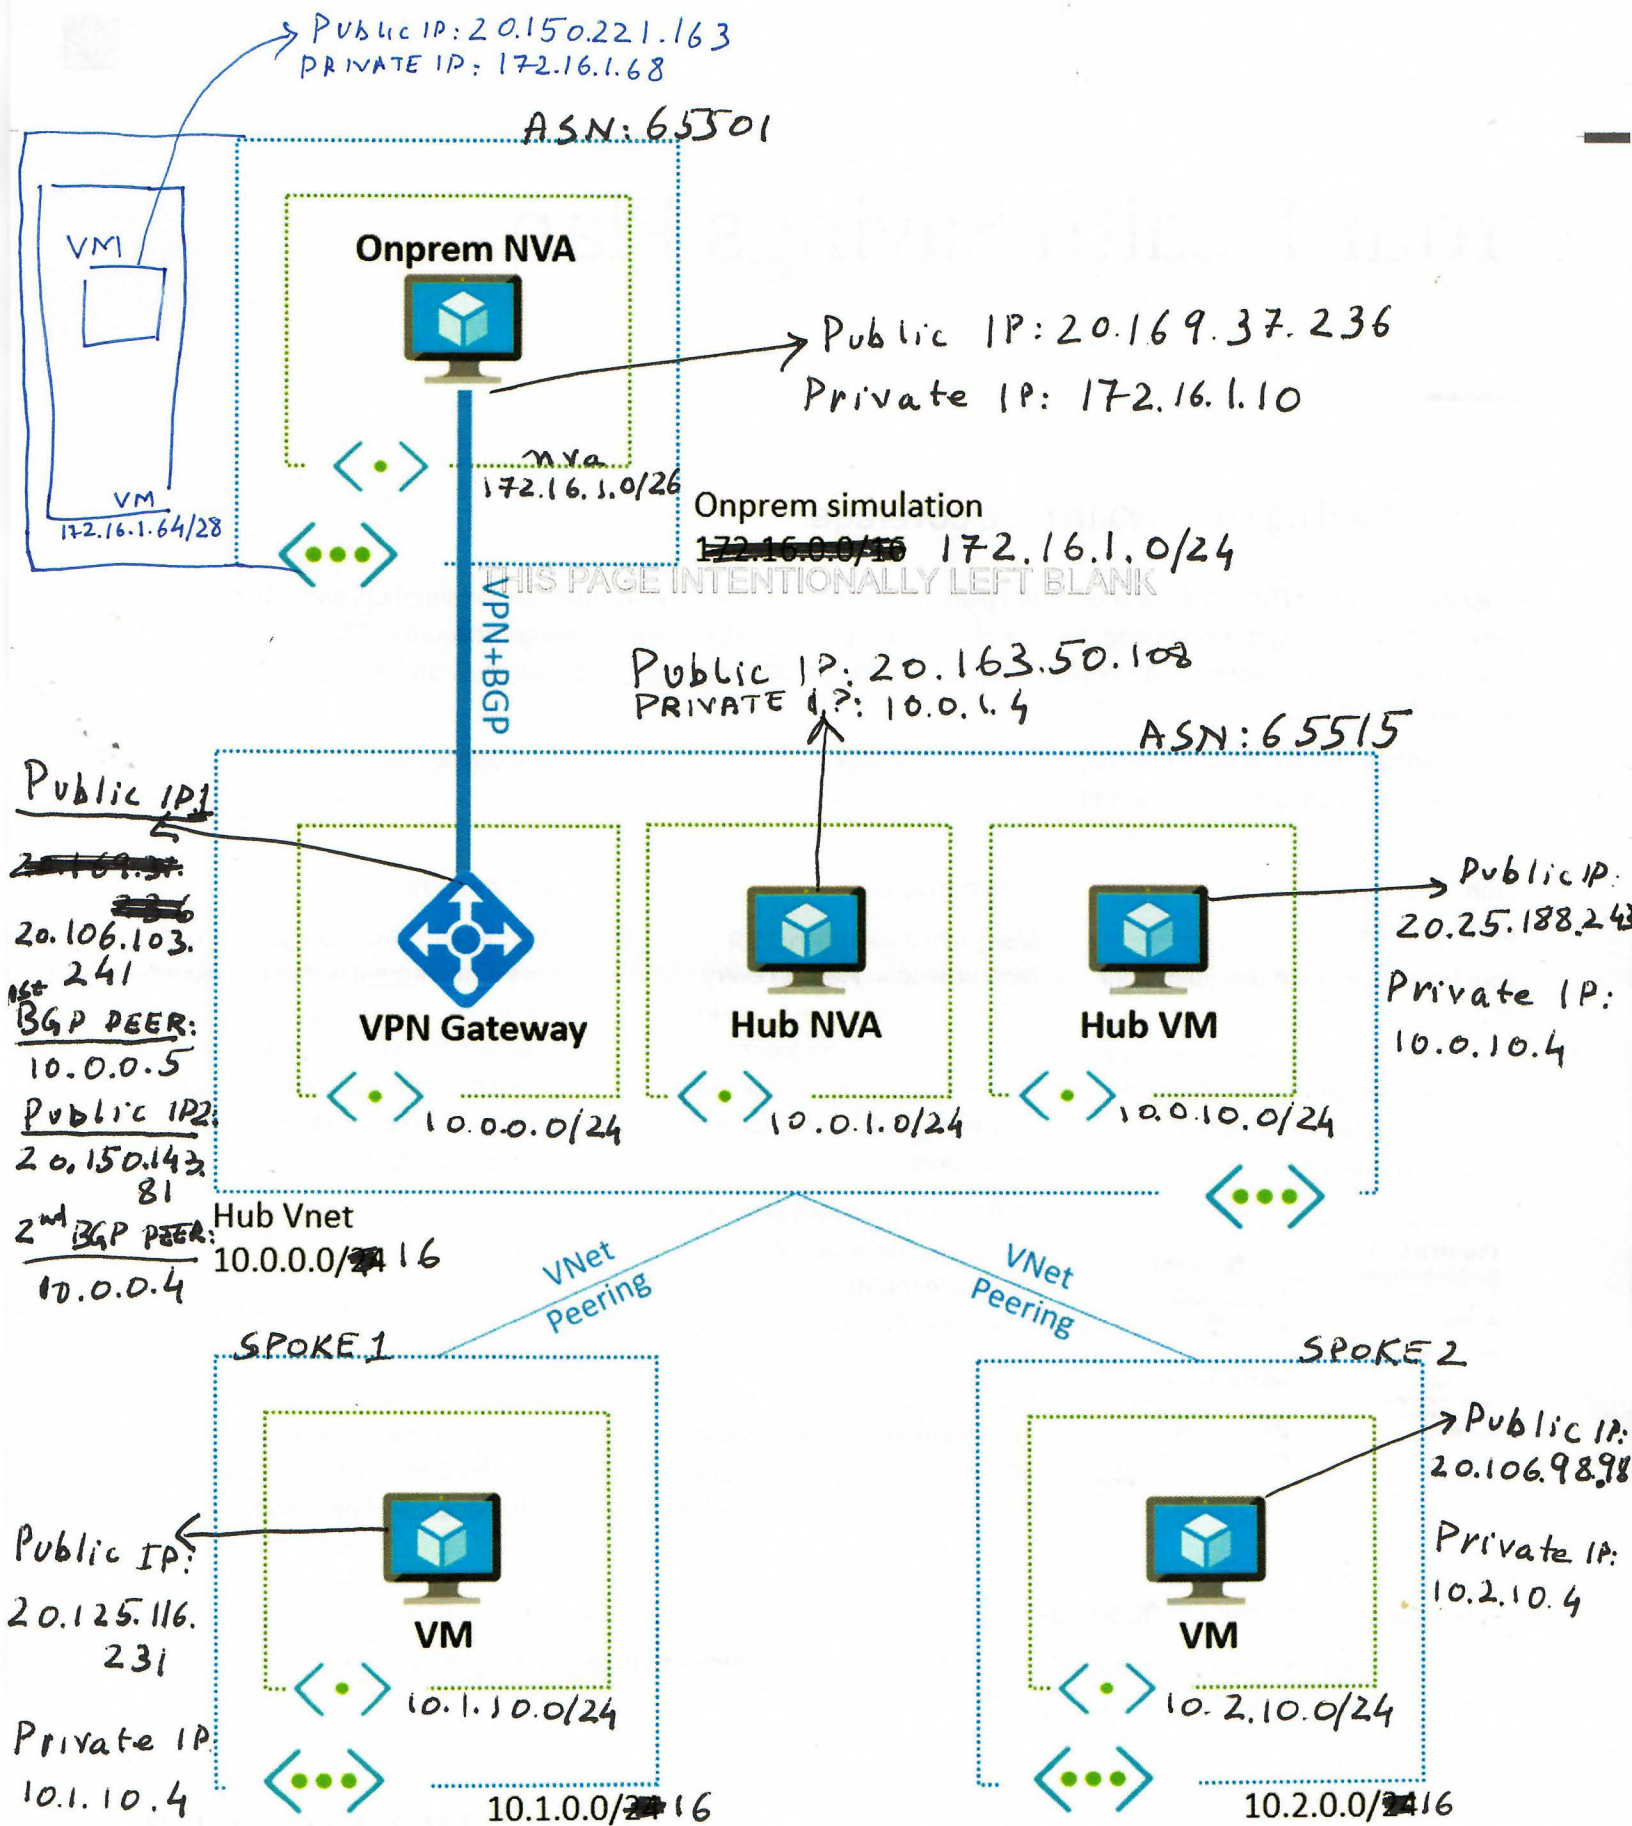 Public IP: 20.150.221.163
PRIVATE IP: 172.16.1.68
ASN: 65501
VM
Onprem NVA
Public IP: 20.169.37.236
Private IP: 172.16.1.10
nva
172.16.1.0/26
VM
172.16.1.64/28
Onprem simulation
172.16.0.0/16 172.16.1.0/24
THIS PAGE INTENTIONALLY LEFT BLANK
VPN+BGP
Public IP: 20.163.50.108
PRIVATE IP: 10.0.1.4
ASN: 65515
Public IP1
20.169.37.
236
20.106.103.
241
1st
BGP PEER:
10.0.0.5
Public IP2:
20.150.143.
81
2nd BGP PEER:
10.0.0.4
VPN Gateway
10.0.0.0/24
Hub NVA
10.0.1.0/24
Hub VM
10.0.10.0/24
Public IP:
20.25.188.243
Private IP:
10.0.10.4
Hub Vnet
10.0.0.0/24 16
VNet
Peering
VNet
Peering
SPOKE 1
VM
10.1.10.0/24
10.1.0.0/24 16
Public IP:
20.125.116.
231
Private IP
10.1.10.4
SPOKE 2
VM
10.2.10.0/24
10.2.0.0/24 16
Public IP:
20.106.98.98
Private IP:
10.2.10.4